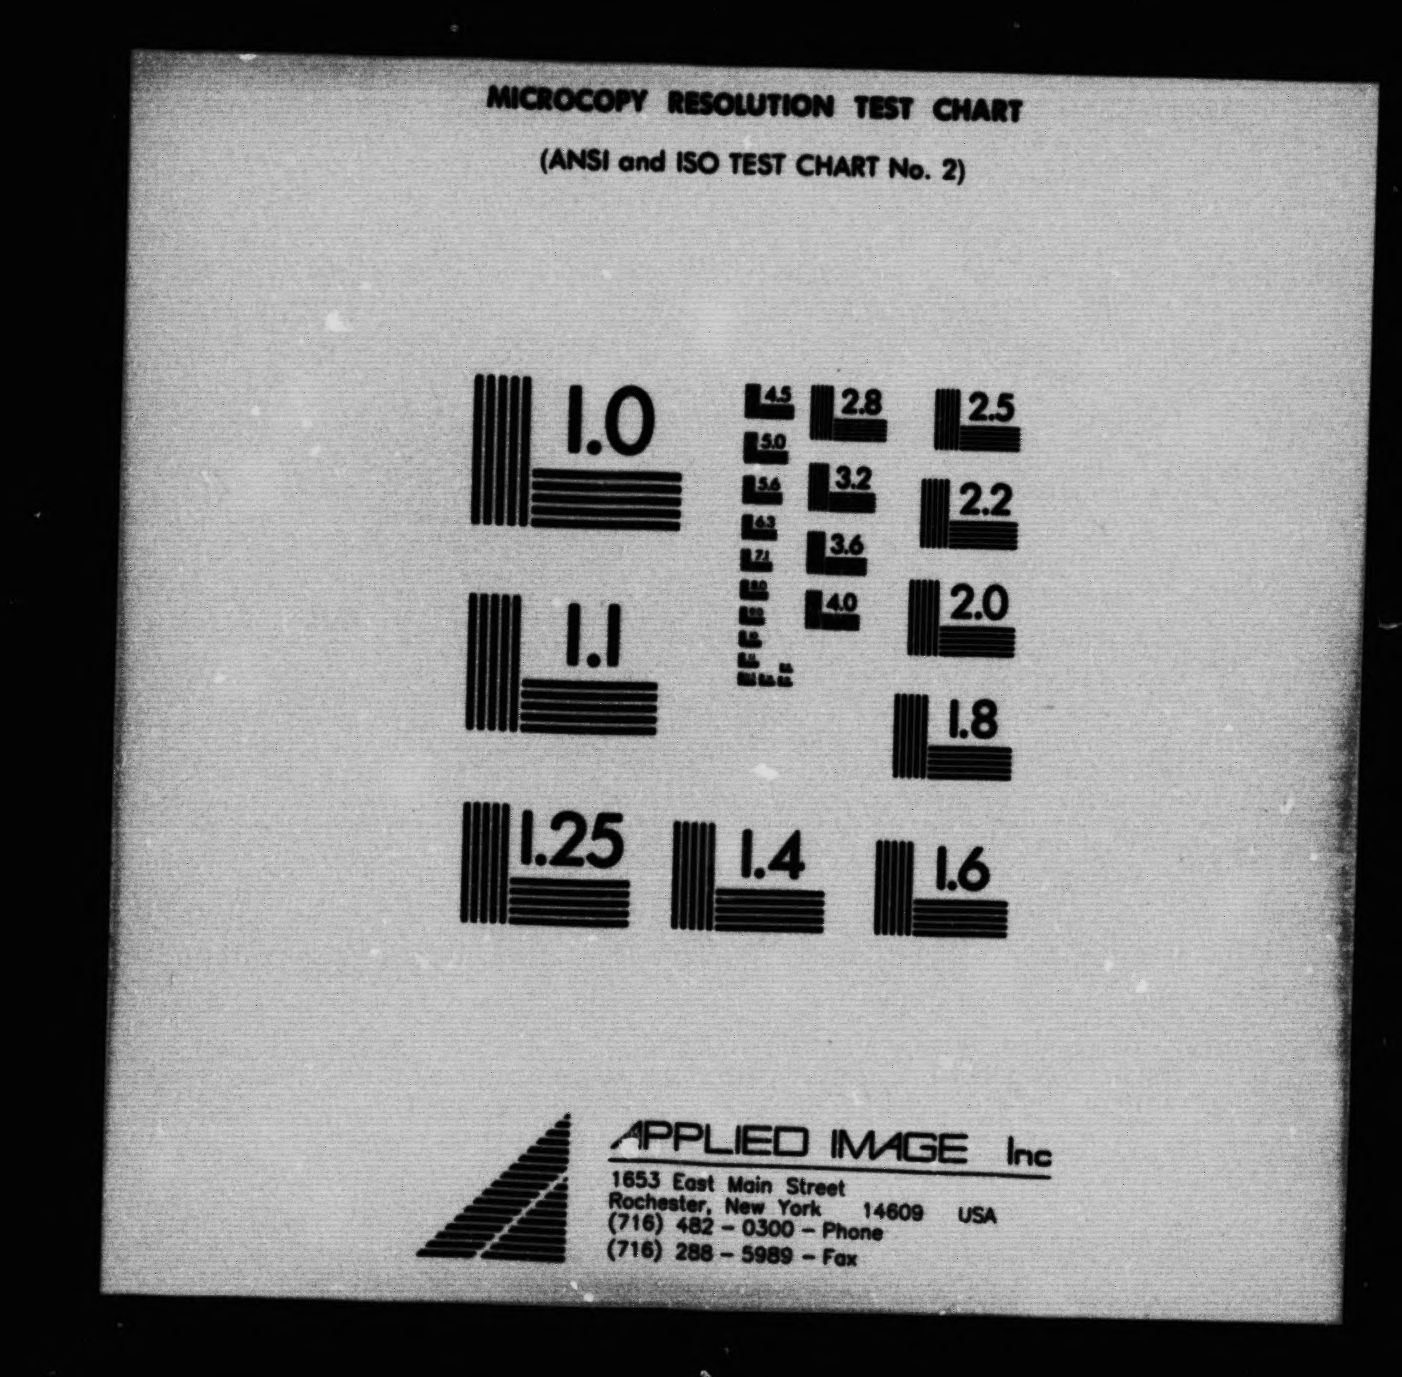 MICROCOPY RESOLUTION TEST CHART
(ANSI and ISO TEST CHART No. 2)
1.0
1.1
1.25
1.4
1.6
1.8
2.0
2.2
2.5
2.8
3.2
3.6
4.0
4.5
5.0
5.6
6.3
7.1
8.0
APPLIED IMAGE Inc
1653 East Main Street
Rochester, New York 14609 USA
(716) 482 - 0300 - Phone
(716) 288 - 5989 - Fax